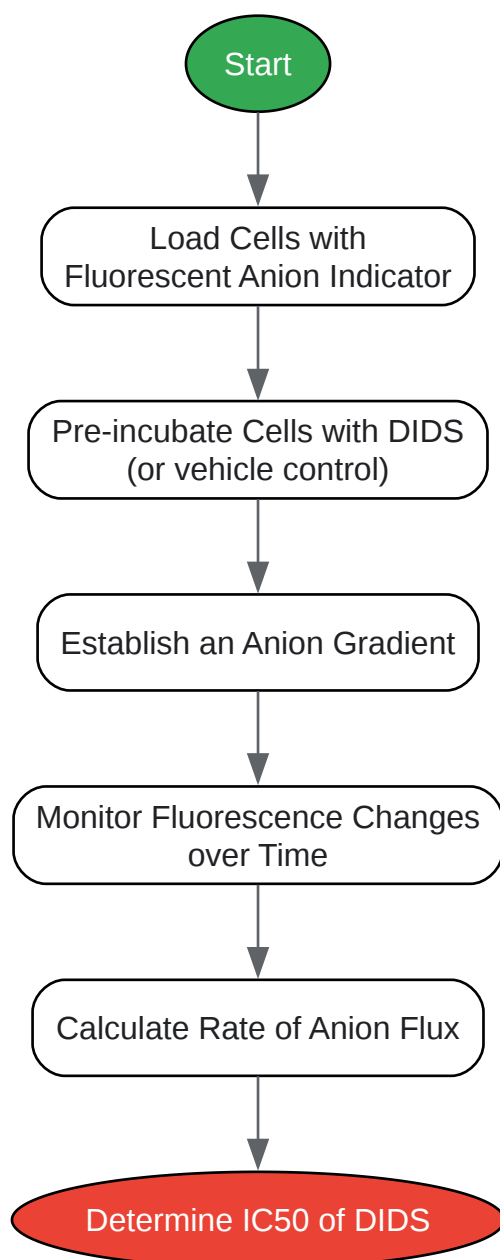 Start
Load Cells with
Fluorescent Anion Indicator
Pre-incubate Cells with DIDS
(or vehicle control)
Establish an Anion Gradient
Monitor Fluorescence Changes
over Time
Calculate Rate of Anion Flux
Determine IC50 of DIDS